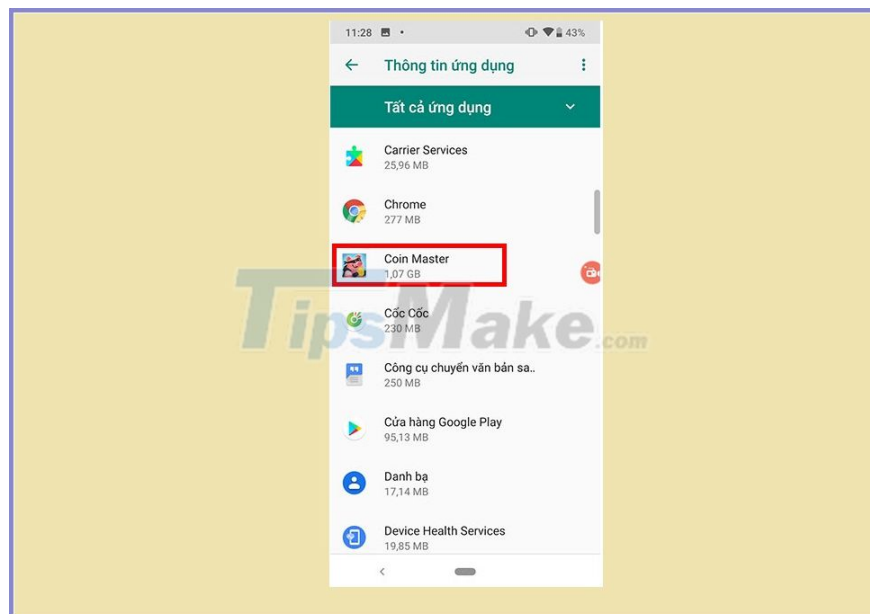 11:28
43%
Thông tin ứng dụng
Tất cả ứng dụng
Carrier Services
25,96 MB
Chrome
277 MB
Coin Master
1,07 GB
Cốc Cốc
230 MB
Công cụ chuyển văn bản sa..
250 MB
Cửa hàng Google Play
95,13 MB
Danh bạ
17,14 MB
Device Health Services
19,85 MB
TipsMake.com